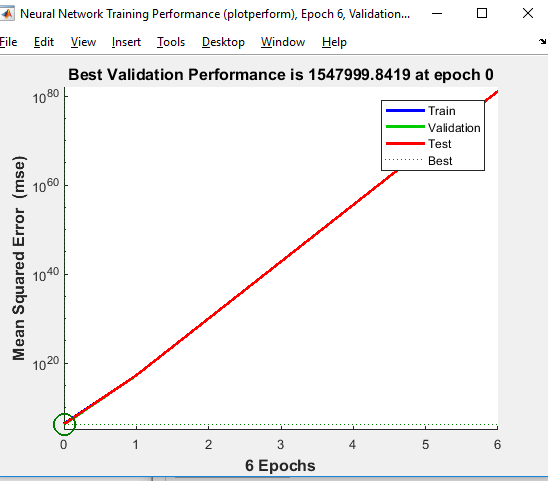 Neural Network Training Performance (plotperform), Epoch 6, Validation...
File Edit View Insert Tools Desktop Window Help
Best Validation Performance is 1547999.8419 at epoch 0
Mean Squared Error (mse)
10^80
10^60
10^40
10^20
Train
Validation
Test
Best
0 1 2 3 4 5 6
6 Epochs